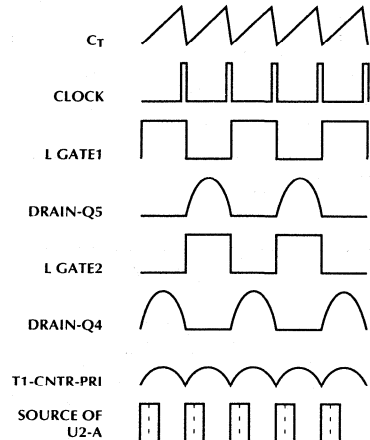 CT
CLOCK
L GATE1
DRAIN-Q5
L GATE2
DRAIN-Q4
T1-CNTR-PRI
SOURCE OF
U2-A